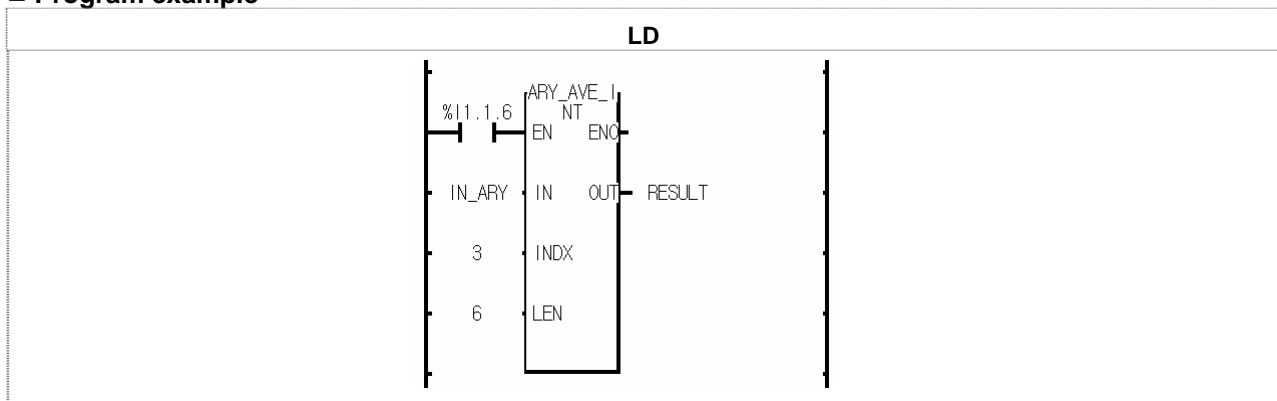 ■ Program example
LD
ARY_AVE_I
%I1.1.6 NT
EN ENO
IN_ARY IN OUT RESULT
3 INDX
6 LEN